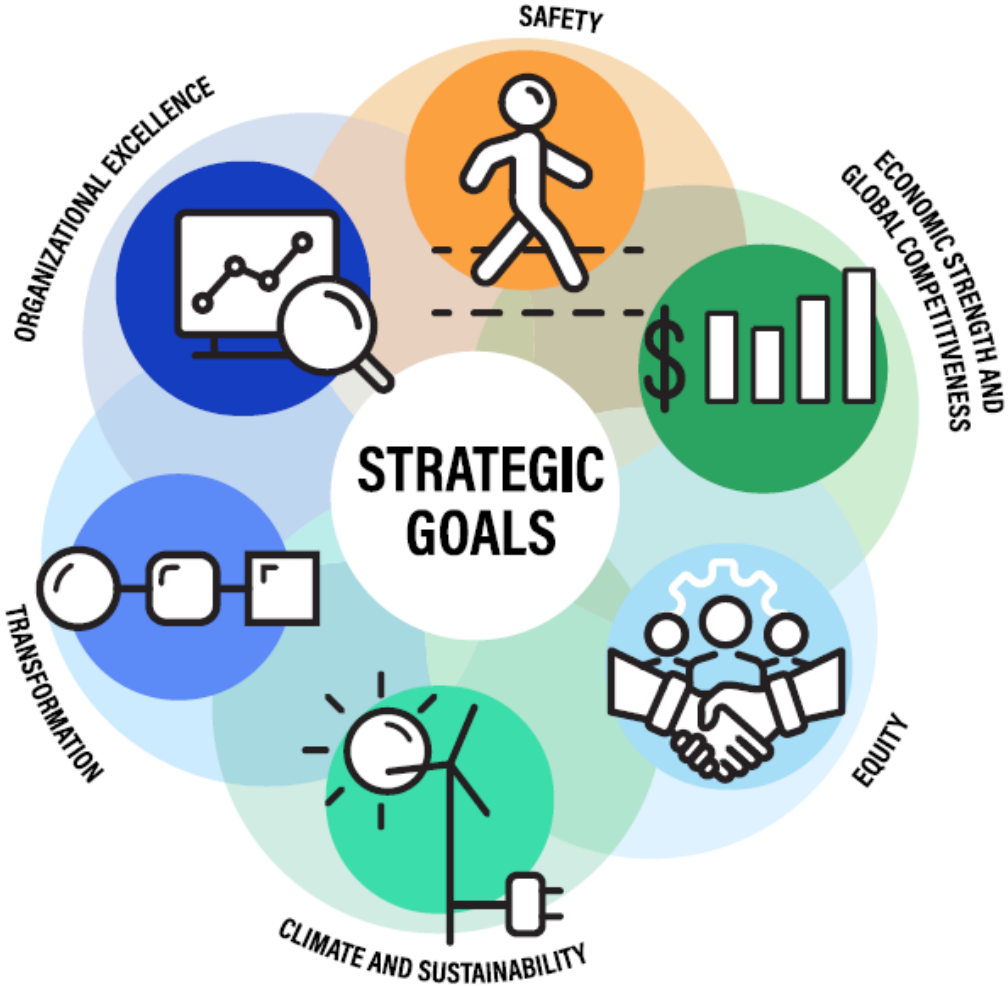 SAFETY
ECONOMIC STRENGTH AND
GLOBAL COMPETITIVENESS
EQUITY
CLIMATE AND SUSTAINABILITY
TRANSFORMATION
ORGANIZATIONAL EXCELLENCE
STRATEGIC
GOALS
$